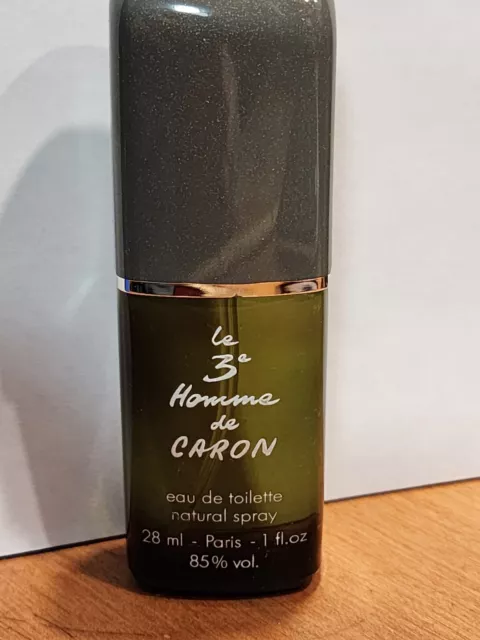 le
3e
Homme
de
CARON
eau de toilette
natural spray
28 ml - Paris - 1 fl.oz
85% vol.